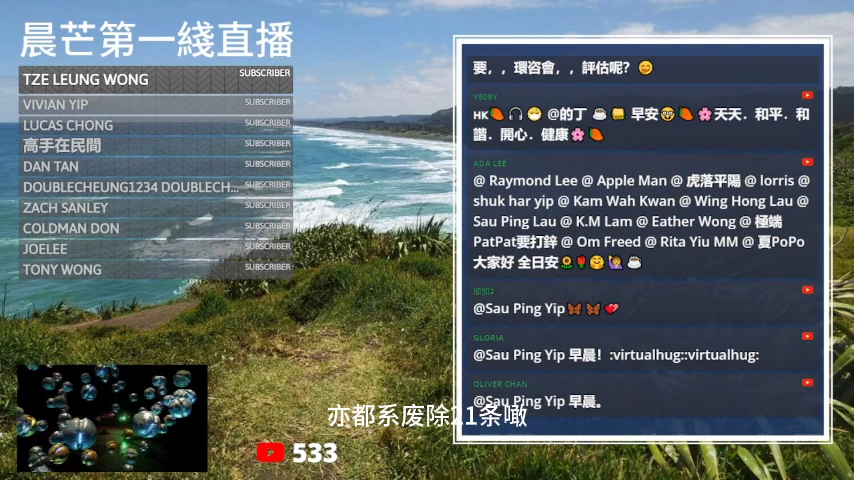 晨芒第一綫直播
TZE LEUNG WONG SUBSCRIBER
VIVIAN YIP SUBSCRIBER
LUCAS CHONG SUBSCRIBER
高手在民間 SUBSCRIBER
DAN TAN SUBSCRIBER
DOUBLECHEUNG1234 DOUBLECH... SUBSCRIBER
ZACH SANLEY SUBSCRIBER
COLDMAN DON SUBSCRIBER
JOELEE SUBSCRIBER
TONY WONG SUBSCRIBER
要，，環咨會，，評估呢？😊
Y80BY
HK🥕🎧😷@的丁☕🍞 早安🤓🥕🌸天天．和平．和
諧．開心．健康🌸🥕
ADA LEE
@ Raymond Lee @ Apple Man @ 虎落平陽 @ lorris @
shuk har yip @ Kam Wah Kwan @ Wing Hong Lau @
Sau Ping Lau @ K.M Lam @ Eather Wong @ 極端
PatPat要打鋅 @ Om Freed @ Rita Yiu MM @ 夏PoPo
大家好 全日安🌻🌹🤗🙋☕
加加2
@Sau Ping Yip🦋🦋💞
GLORIA
@Sau Ping Yip 早晨！:virtualhug::virtualhug:
OLIVER CHAN
@Sau Ping Yip 早晨。
亦都系废除21条噉
533